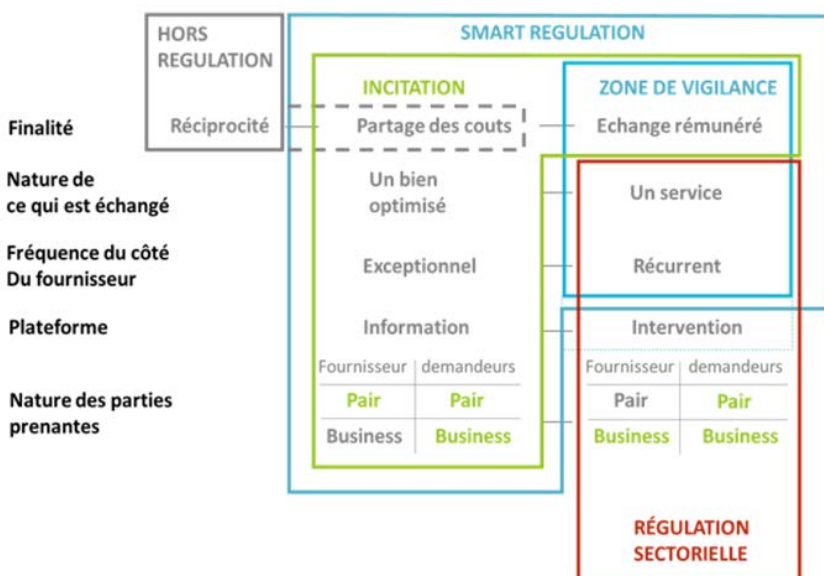 HORS
REGULATION
SMART REGULATION
INCITATION
ZONE DE VIGILANCE
Finalité
Réciprocité
Partage des couts
Echange rémunéré
Nature de
ce qui est échangé
Un bien
optimisé
Un service
Fréquence du côté
Du fournisseur
Exceptionnel
Récurrent
Plateforme
Information
Intervention
Fournisseur demandeurs
Fournisseur demandeurs
Nature des parties
prenantes
Pair Pair
Pair Pair
Business Business
Business Business
RÉGULATION
SECTORIELLE